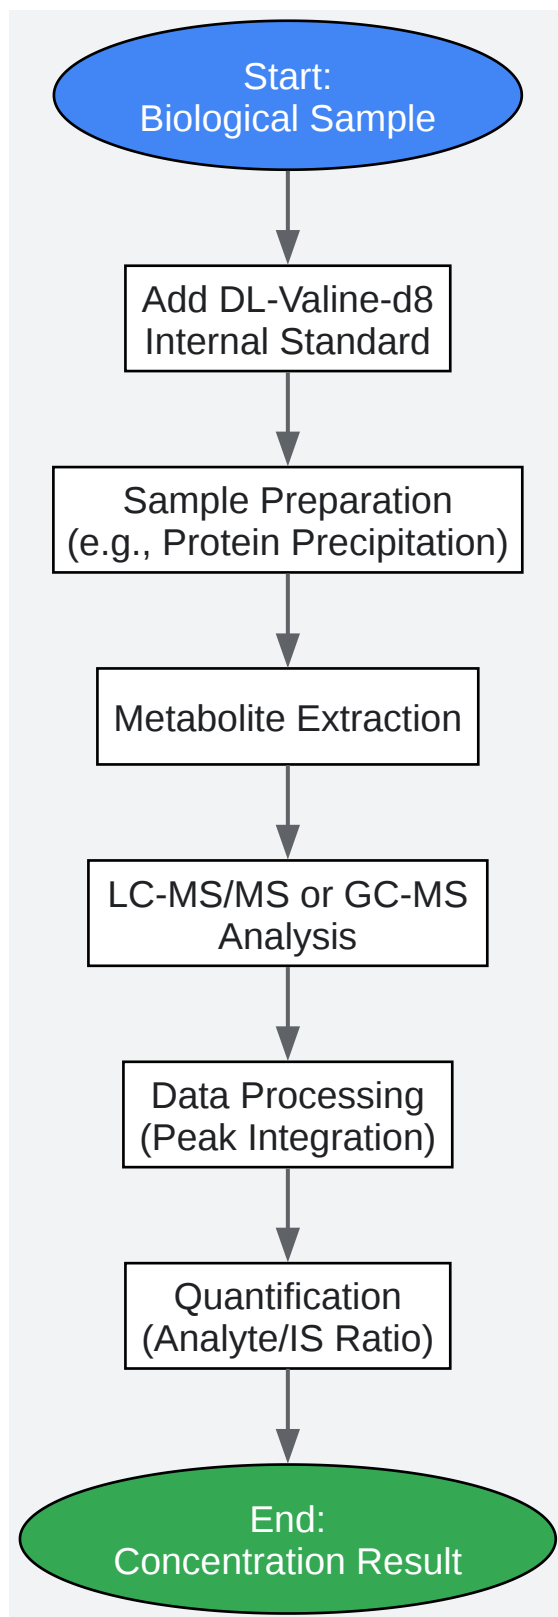 Start:
Biological Sample
Add DL-Valine-d8
Internal Standard
Sample Preparation
(e.g., Protein Precipitation)
Metabolite Extraction
LC-MS/MS or GC-MS
Analysis
Data Processing
(Peak Integration)
Quantification
(Analyte/IS Ratio)
End:
Concentration Result